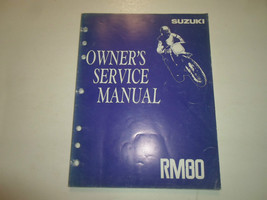 SUZUKI
OWNER'S
SERVICE
MANUAL
RM80